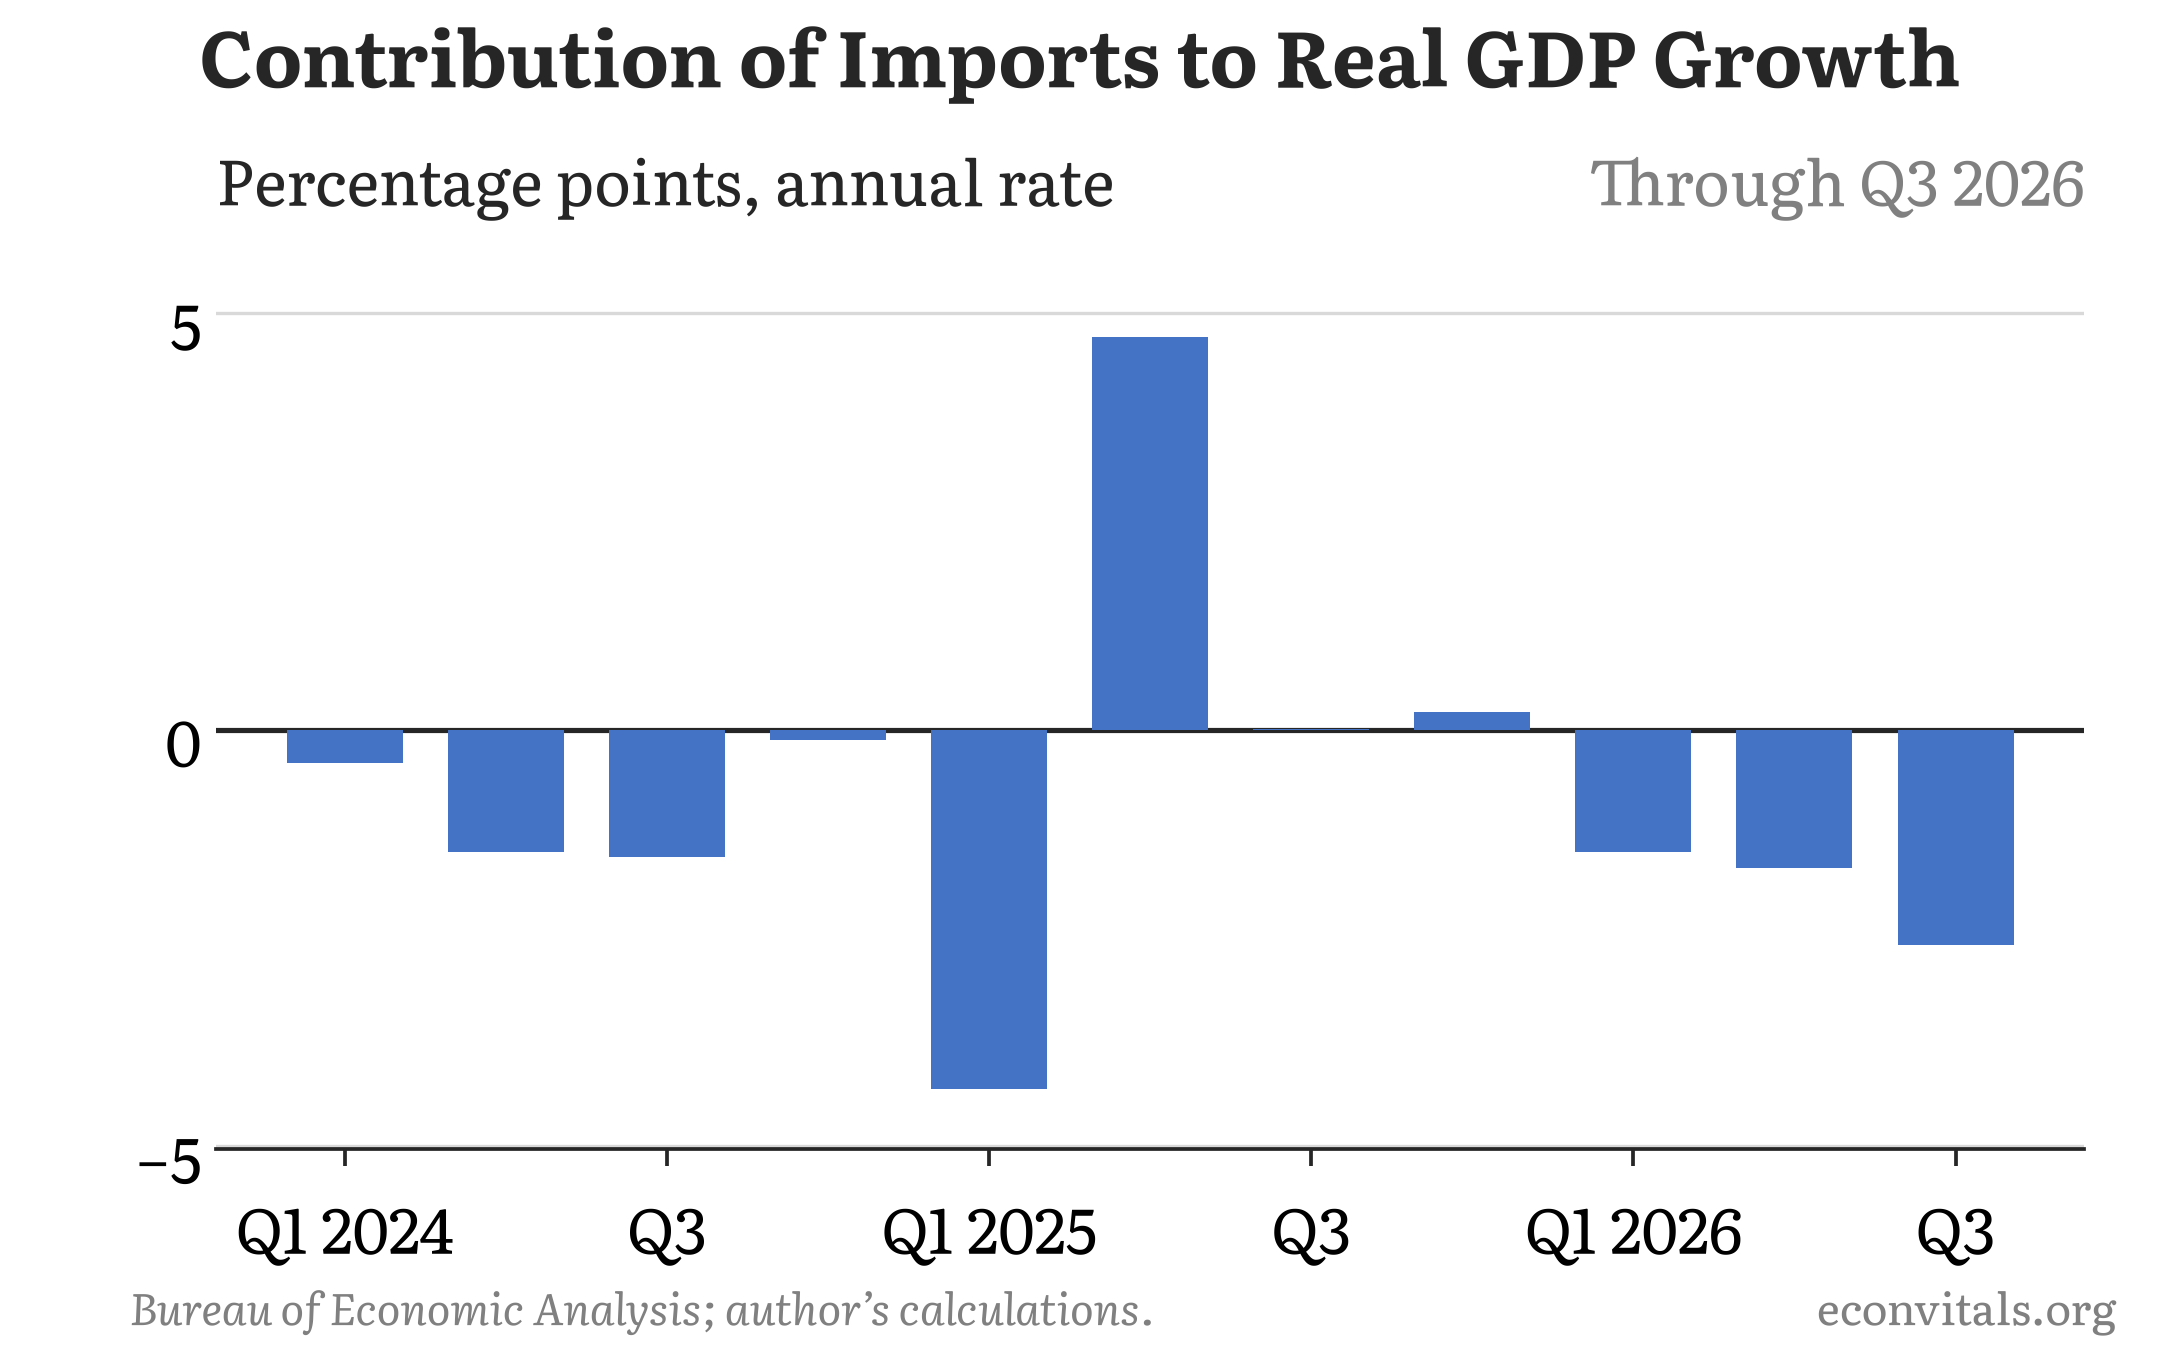 Contribution of Imports to Real GDP Growth
Percentage points, annual rate
Through Q3 2026
5
0
−5
Q1 2024 Q3 Q1 2025 Q3 Q1 2026 Q3
Bureau of Economic Analysis; author’s calculations.
econvitals.org